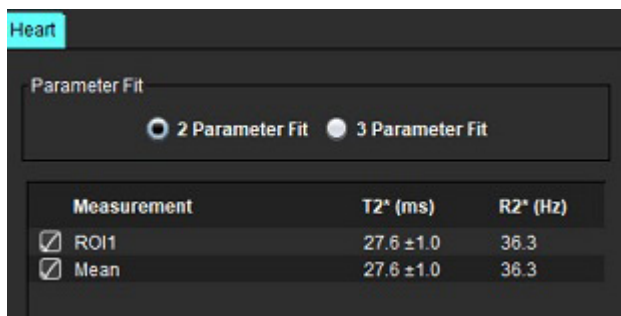 Heart
Parameter Fit
2 Parameter Fit 3 Parameter Fit
Measurement T2* (ms) R2* (Hz)
ROI1 27.6 ±1.0 36.3
Mean 27.6 ±1.0 36.3